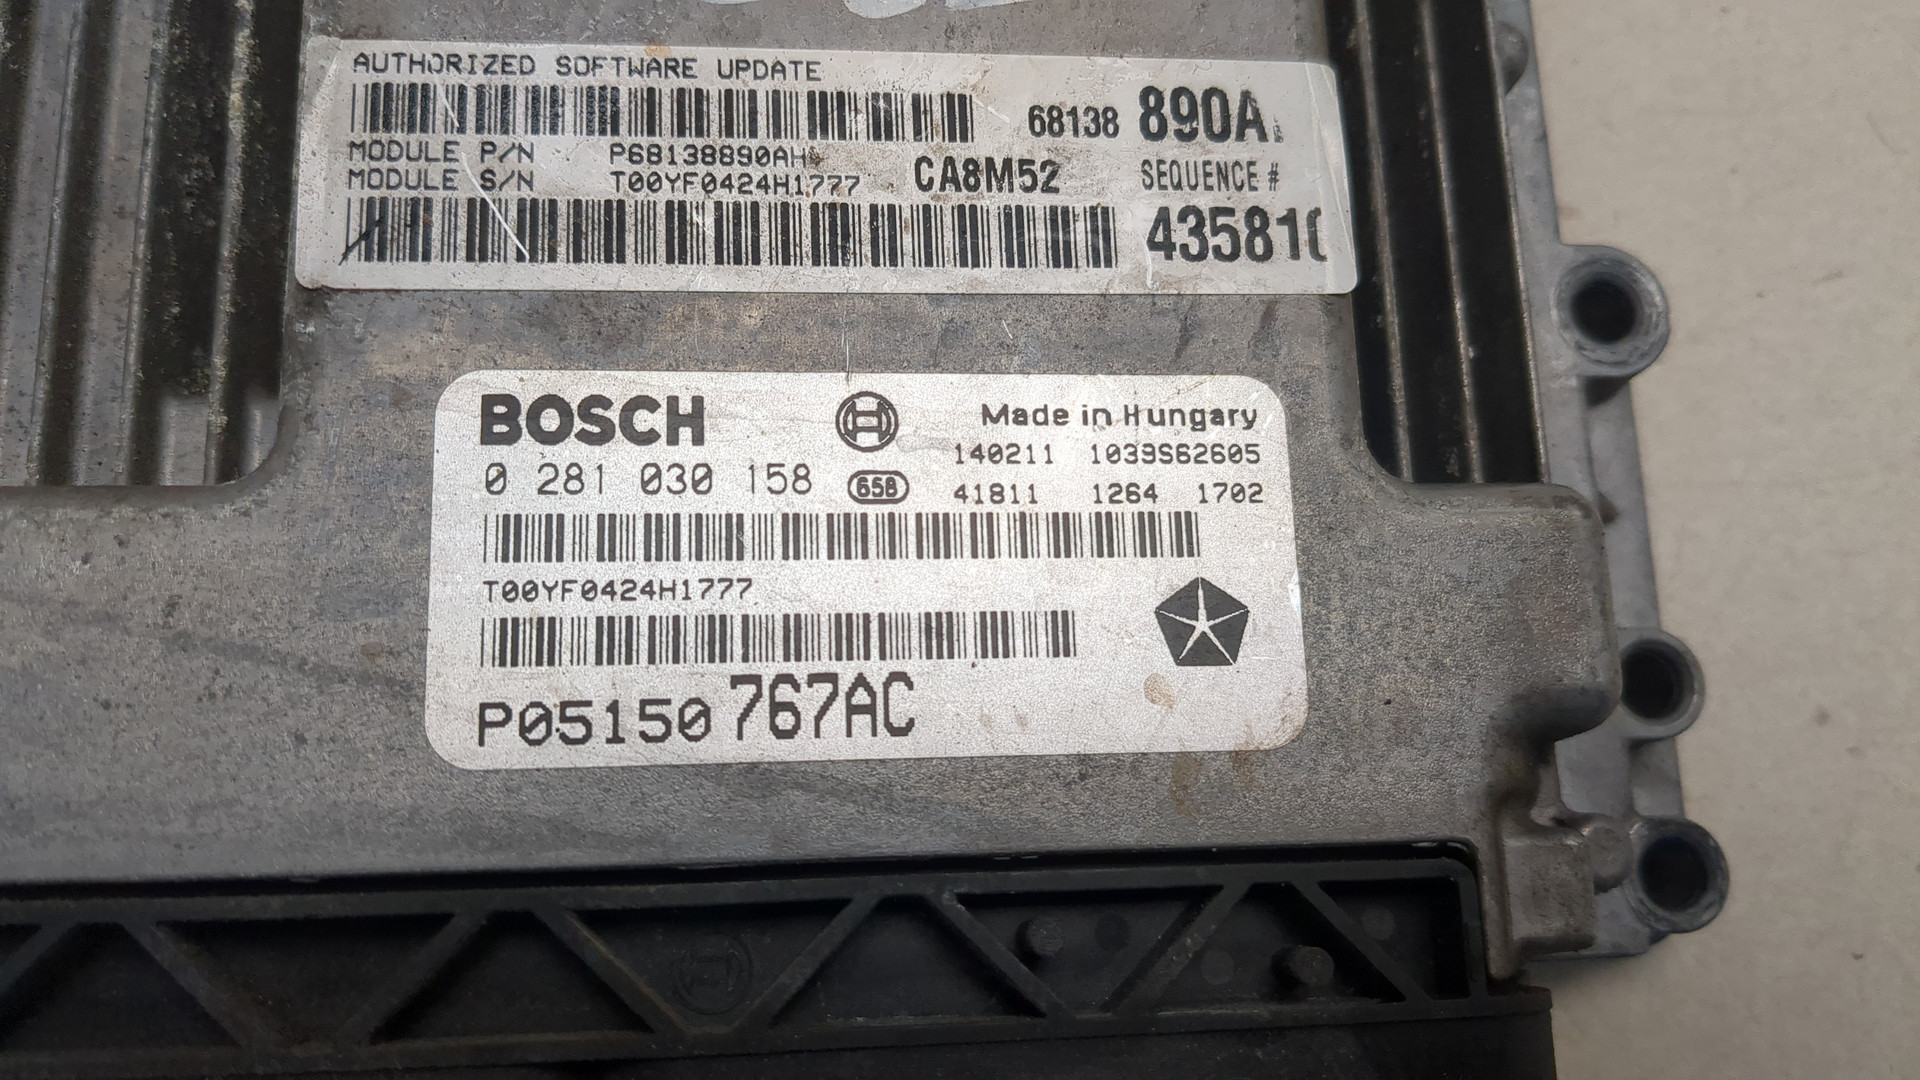 AUTHORIZED SOFTWARE UPDATE
68138 890A
MODULE P/N P68138890AH
MODULE S/N T00YF0424H1777 CA8M52 SEQUENCE #
43581
BOSCH Made in Hungary
140211 1039S62605
0 281 030 158 658 41811 1264 1702
T00YF0424H1777
P05150 767AC